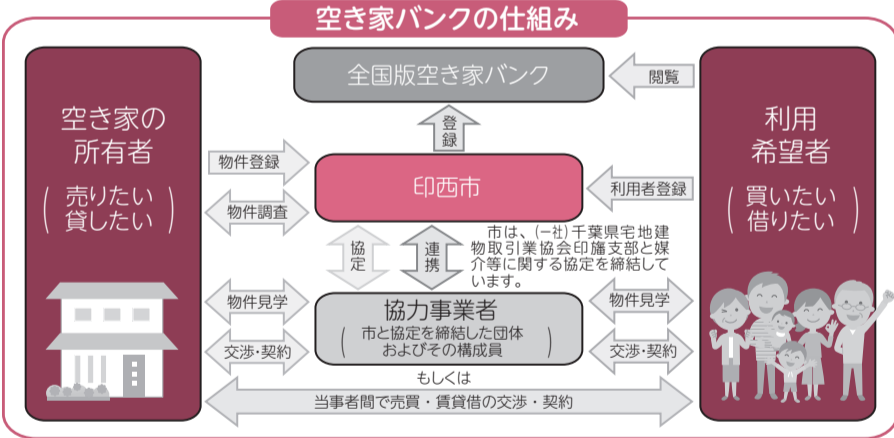 空き家バンクの仕組み
空き家の
所有者
(売りたい
貸したい)
全国版空き家バンク
閲覧
登録
利用
希望者
(買いたい
借りたい)
物件登録
物件調査
印西市
利用者登録
協定
連携
市は、(一社)千葉県宅地建
物取引業協会印旛支部と媒
介等に関する協定を締結して
います。
物件見学
交渉・契約
協力事業者
(市と協定を締結した団体
およびその構成員)
物件見学
交渉・契約
もしくは
当事者間で売買・賃貸借の交渉・契約